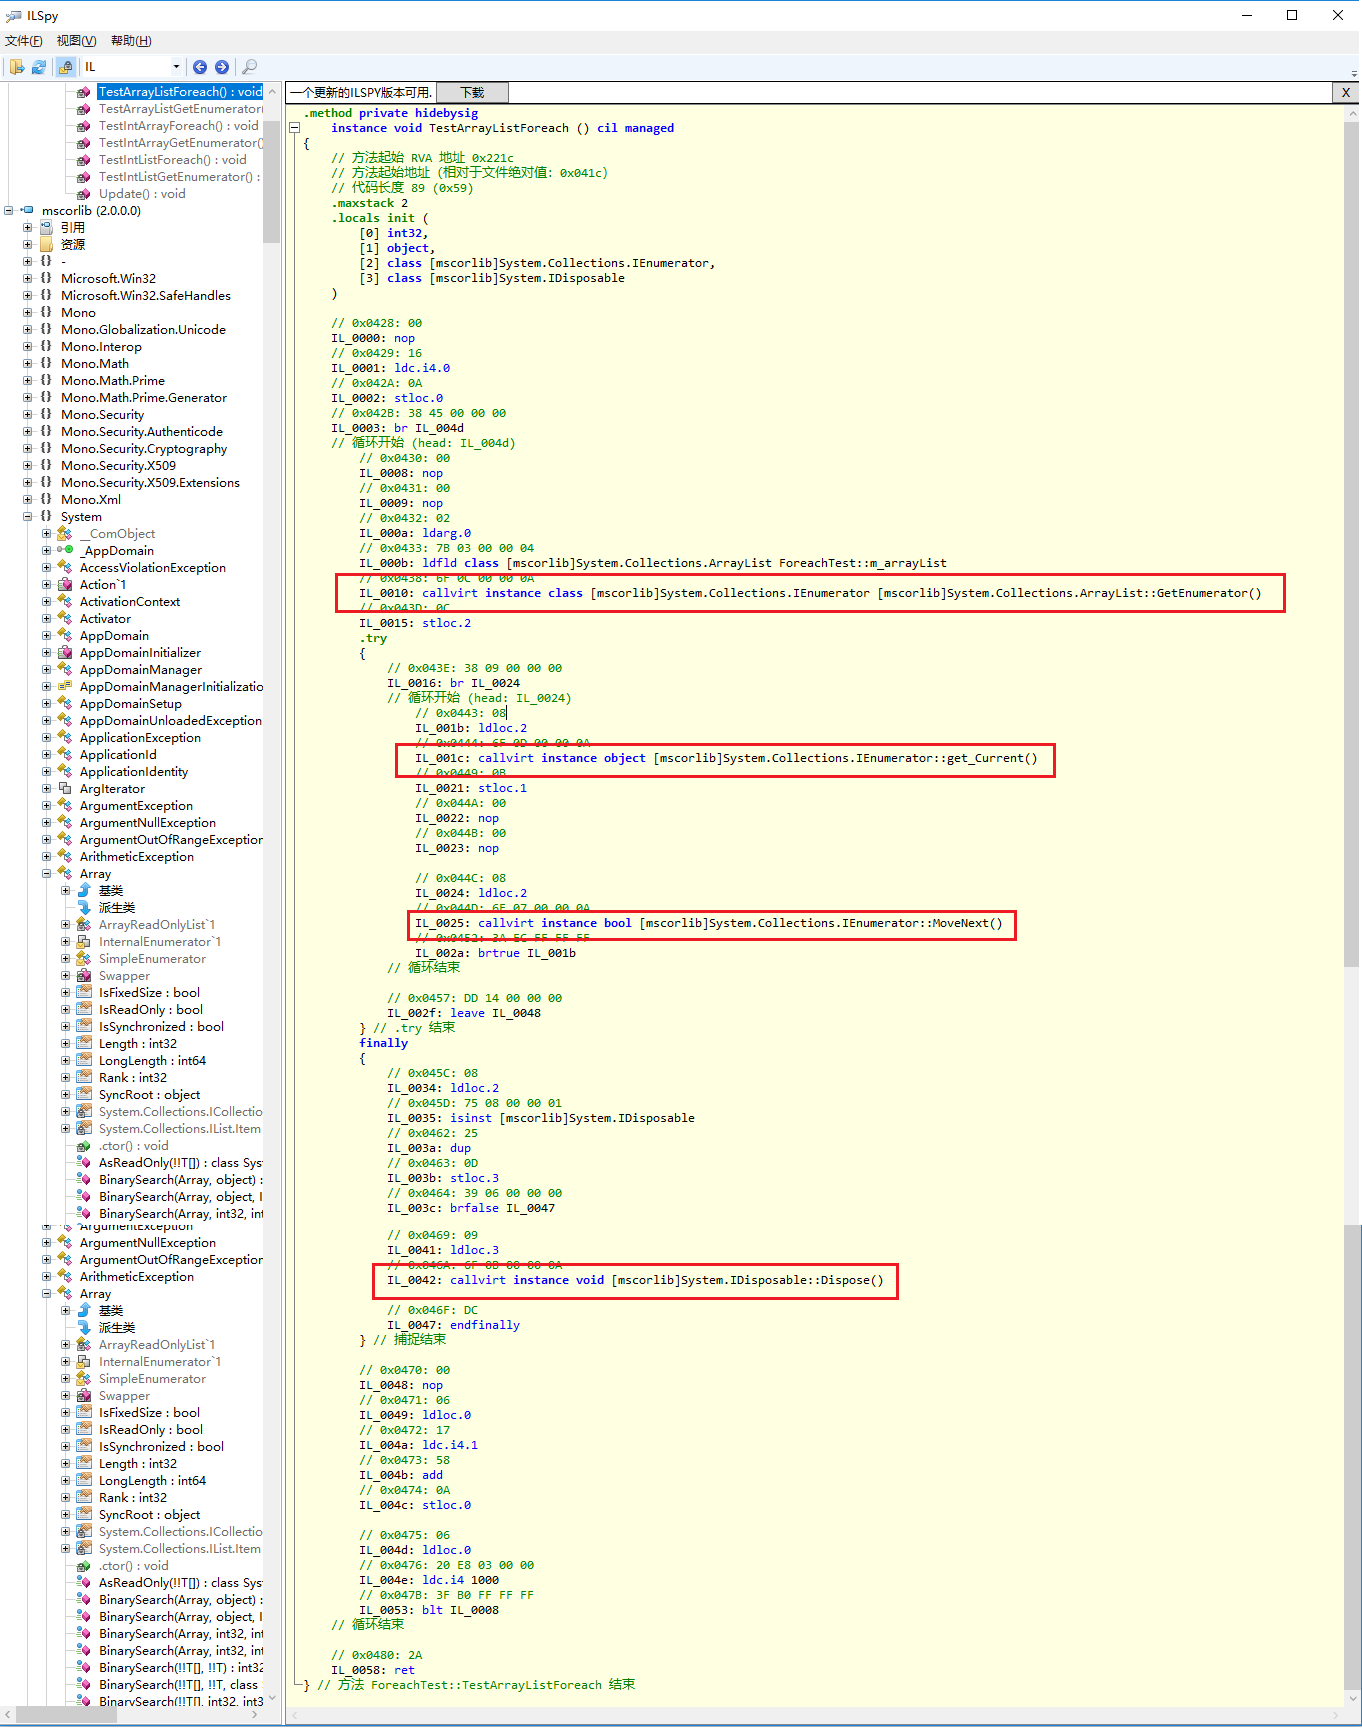 ILSpy
文件(F) 视图(V) 帮助(H)
IL
TestArrayListForeach() : void
TestArrayListGetEnumerator(
TestIntArrayForeach() : void
TestIntArrayGetEnumerator()
TestIntListForeach() : void
TestIntListGetEnumerator() :
Update() : void
mscorlib (2.0.0.0)
引用
资源
-
Microsoft.Win32
Microsoft.Win32.SafeHandles
Mono
Mono.Globalization.Unicode
Mono.Interop
Mono.Math
Mono.Math.Prime
Mono.Math.Prime.Generator
Mono.Security
Mono.Security.Authenticode
Mono.Security.Cryptography
Mono.Security.X509
Mono.Security.X509.Extensions
Mono.Xml
System
__ComObject
_AppDomain
AccessViolationException
Action`1
ActivationContext
Activator
AppDomain
AppDomainInitializer
AppDomainManager
AppDomainManagerInitializatio
AppDomainSetup
AppDomainUnloadedException
ApplicationException
ApplicationId
ApplicationIdentity
ArgIterator
ArgumentException
ArgumentNullException
ArgumentOutOfRangeException
ArithmeticException
Array
基类
派生类
ArrayReadOnlyList`1
InternalEnumerator`1
SimpleEnumerator
Swapper
IsFixedSize : bool
IsReadOnly : bool
IsSynchronized : bool
Length : int32
LongLength : int64
Rank : int32
SyncRoot : object
System.Collections.ICollectio
System.Collections.IList.Item
.ctor() : void
AsReadOnly(!!T[]) : class Sys
BinarySearch(Array, object) :
BinarySearch(Array, object, I
BinarySearch(Array, int32, int
ArgumentException
ArgumentNullException
ArgumentOutOfRangeException
ArithmeticException
Array
基类
派生类
ArrayReadOnlyList`1
InternalEnumerator`1
SimpleEnumerator
Swapper
IsFixedSize : bool
IsReadOnly : bool
IsSynchronized : bool
Length : int32
LongLength : int64
Rank : int32
SyncRoot : object
System.Collections.ICollectio
System.Collections.IList.Item
.ctor() : void
AsReadOnly(!!T[]) : class Sys
BinarySearch(Array, object) :
BinarySearch(Array, object, I
BinarySearch(Array, int32, int
BinarySearch(Array, int32, int
BinarySearch(!!T[], !!T) : int32
BinarySearch(!!T[], !!T, class
BinarySearch(!!T[], int32, int3
一个更新的ILSPY版本可用. 下载 X
.method private hidebysig
instance void TestArrayListForeach () cil managed
{
// 方法起始 RVA 地址 0x221c
// 方法起始地址 (相对于文件绝对值: 0x041c)
// 代码长度 89 (0x59)
.maxstack 2
.locals init (
[0] int32,
[1] object,
[2] class [mscorlib]System.Collections.IEnumerator,
[3] class [mscorlib]System.IDisposable
)
// 0x0428: 00
IL_0000: nop
// 0x0429: 16
IL_0001: ldc.i4.0
// 0x042A: 0A
IL_0002: stloc.0
// 0x042B: 38 45 00 00 00
IL_0003: br IL_004d
// 循环开始 (head: IL_004d)
// 0x0430: 00
IL_0008: nop
// 0x0431: 00
IL_0009: nop
// 0x0432: 02
IL_000a: ldarg.0
// 0x0433: 7B 03 00 00 04
IL_000b: ldfld class [mscorlib]System.Collections.ArrayList ForeachTest::m_arrayList
// 0x0438: 6F 0C 00 00 0A
IL_0010: callvirt instance class [mscorlib]System.Collections.IEnumerator [mscorlib]System.Collections.ArrayList::GetEnumerator()
// 0x043D: 0C
IL_0015: stloc.2
.try
{
// 0x043E: 38 09 00 00 00
IL_0016: br IL_0024
// 循环开始 (head: IL_0024)
// 0x0443: 08
IL_001b: ldloc.2
// 0x0444: 6F 0D 00 00 0A
IL_001c: callvirt instance object [mscorlib]System.Collections.IEnumerator::get_Current()
// 0x0449: 0B
IL_0021: stloc.1
// 0x044A: 00
IL_0022: nop
// 0x044B: 00
IL_0023: nop
// 0x044C: 08
IL_0024: ldloc.2
// 0x044D: 6F 07 00 00 0A
IL_0025: callvirt instance bool [mscorlib]System.Collections.IEnumerator::MoveNext()
// 0x0452: 3A EC FF FF FF
IL_002a: brtrue IL_001b
// 循环结束
// 0x0457: DD 14 00 00 00
IL_002f: leave IL_0048
} // .try 结束
finally
{
// 0x045C: 08
IL_0034: ldloc.2
// 0x045D: 75 08 00 00 01
IL_0035: isinst [mscorlib]System.IDisposable
// 0x0462: 25
IL_003a: dup
// 0x0463: 0D
IL_003b: stloc.3
// 0x0464: 39 06 00 00 00
IL_003c: brfalse IL_0047
// 0x0469: 09
IL_0041: ldloc.3
// 0x046A: 6F 0B 00 00 0A
IL_0042: callvirt instance void [mscorlib]System.IDisposable::Dispose()
// 0x046F: DC
IL_0047: endfinally
} // 捕捉结束
// 0x0470: 00
IL_0048: nop
// 0x0471: 06
IL_0049: ldloc.0
// 0x0472: 17
IL_004a: ldc.i4.1
// 0x0473: 58
IL_004b: add
// 0x0474: 0A
IL_004c: stloc.0
// 0x0475: 06
IL_004d: ldloc.0
// 0x0476: 20 E8 03 00 00
IL_004e: ldc.i4 1000
// 0x047B: 3F B0 FF FF FF
IL_0053: blt IL_0008
// 循环结束
// 0x0480: 2A
IL_0058: ret
} // 方法 ForeachTest::TestArrayListForeach 结束